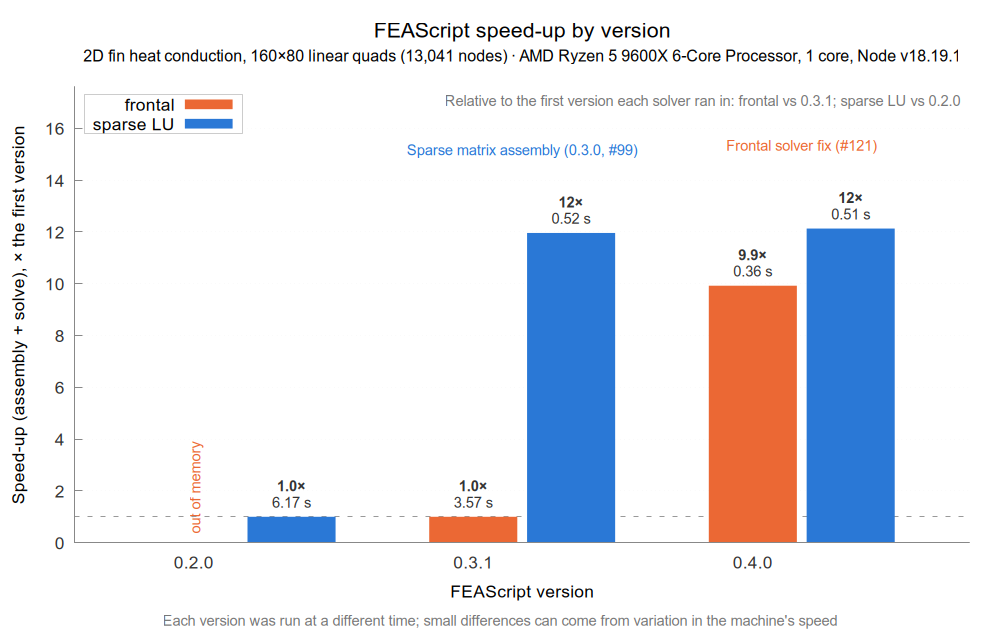 FEAScript speed-up by version
2D fin heat conduction, 160×80 linear quads (13,041 nodes) · AMD Ryzen 5 9600X 6-Core Processor, 1 core, Node v18.19.1
frontal
sparse LU
Relative to the first version each solver ran in: frontal vs 0.3.1; sparse LU vs 0.2.0
Sparse matrix assembly (0.3.0, #99)
Frontal solver fix (#121)
Speed-up (assembly + solve), × the first version
16
14
12
10
8
6
4
2
0
out of memory
1.0×
6.17 s
1.0×
3.57 s
12×
0.52 s
9.9×
0.36 s
12×
0.51 s
0.2.0
0.3.1
0.4.0
FEAScript version
Each version was run at a different time; small differences can come from variation in the machine's speed